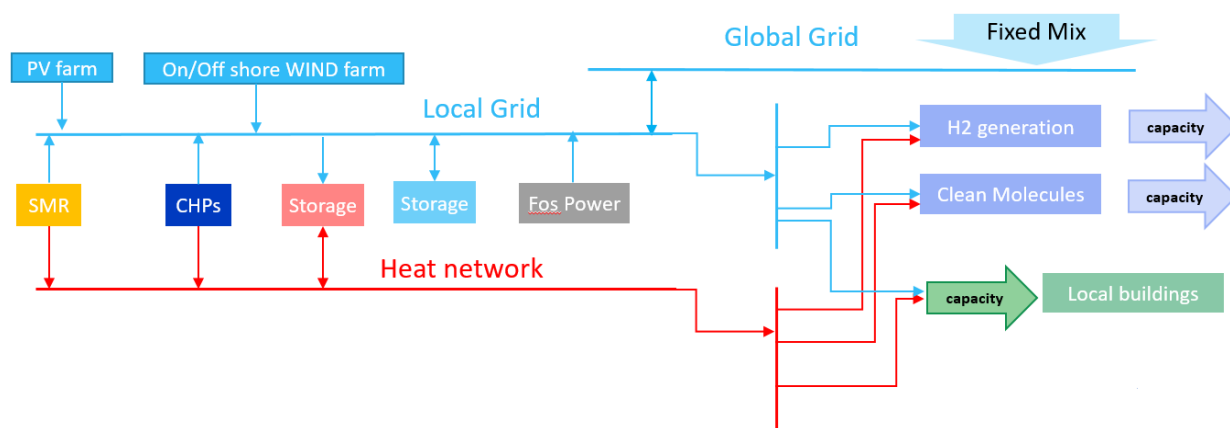 Global Grid
Fixed Mix
PV farm
On/Off shore WIND farm
Local Grid
H2 generation
capacity
SMR
CHPs
Storage
Storage
Fos Power
Clean Molecules
capacity
Heat network
capacity
Local buildings